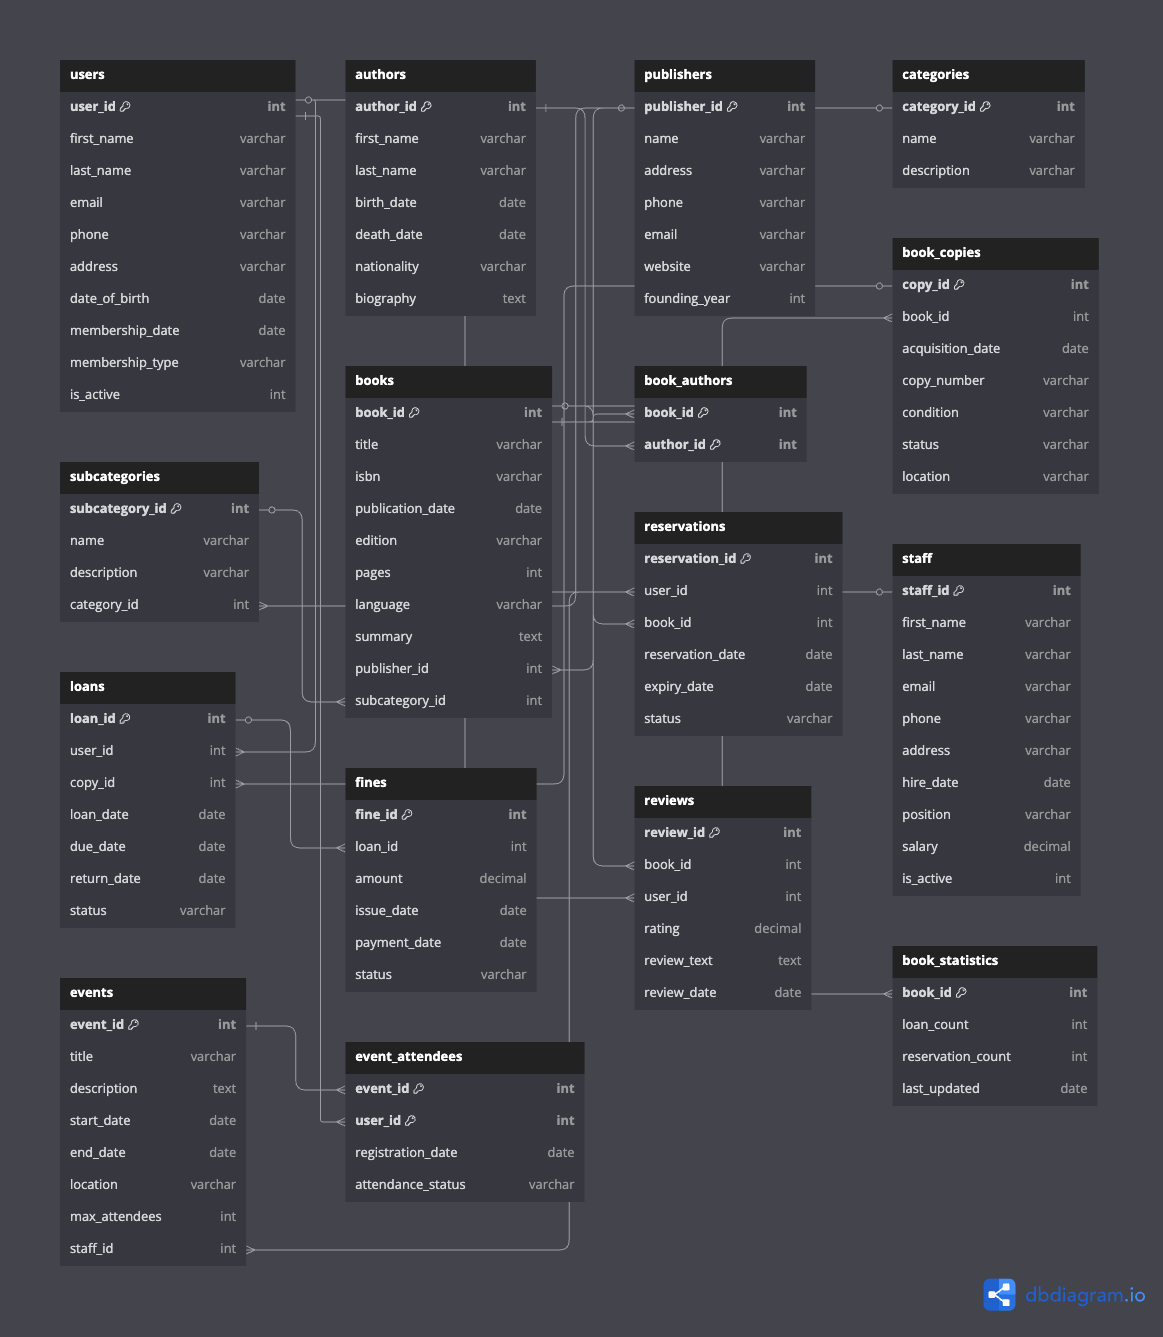 users
user_id int
first_name varchar
last_name varchar
email varchar
phone varchar
address varchar
date_of_birth date
membership_date date
membership_type varchar
is_active int
authors
author_id int
first_name varchar
last_name varchar
birth_date date
death_date date
nationality varchar
biography text
publishers
publisher_id int
name varchar
address varchar
phone varchar
email varchar
website varchar
founding_year int
categories
category_id int
name varchar
description varchar
book_copies
copy_id int
book_id int
acquisition_date date
copy_number varchar
condition varchar
status varchar
location varchar
books
book_id int
title varchar
isbn varchar
publication_date date
edition varchar
pages int
language varchar
summary text
publisher_id int
subcategory_id int
book_authors
book_id int
author_id int
subcategories
subcategory_id int
name varchar
description varchar
category_id int
reservations
reservation_id int
user_id int
book_id int
reservation_date date
expiry_date date
status varchar
staff
staff_id int
first_name varchar
last_name varchar
email varchar
phone varchar
address varchar
hire_date date
position varchar
salary decimal
is_active int
loans
loan_id int
user_id int
copy_id int
loan_date date
due_date date
return_date date
status varchar
fines
fine_id int
loan_id int
amount decimal
issue_date date
payment_date date
status varchar
reviews
review_id int
book_id int
user_id int
rating decimal
review_text text
review_date date
book_statistics
book_id int
loan_count int
reservation_count int
last_updated date
events
event_id int
title varchar
description text
start_date date
end_date date
location varchar
max_attendees int
staff_id int
event_attendees
event_id int
user_id int
registration_date date
attendance_status varchar
dbdiagram.io